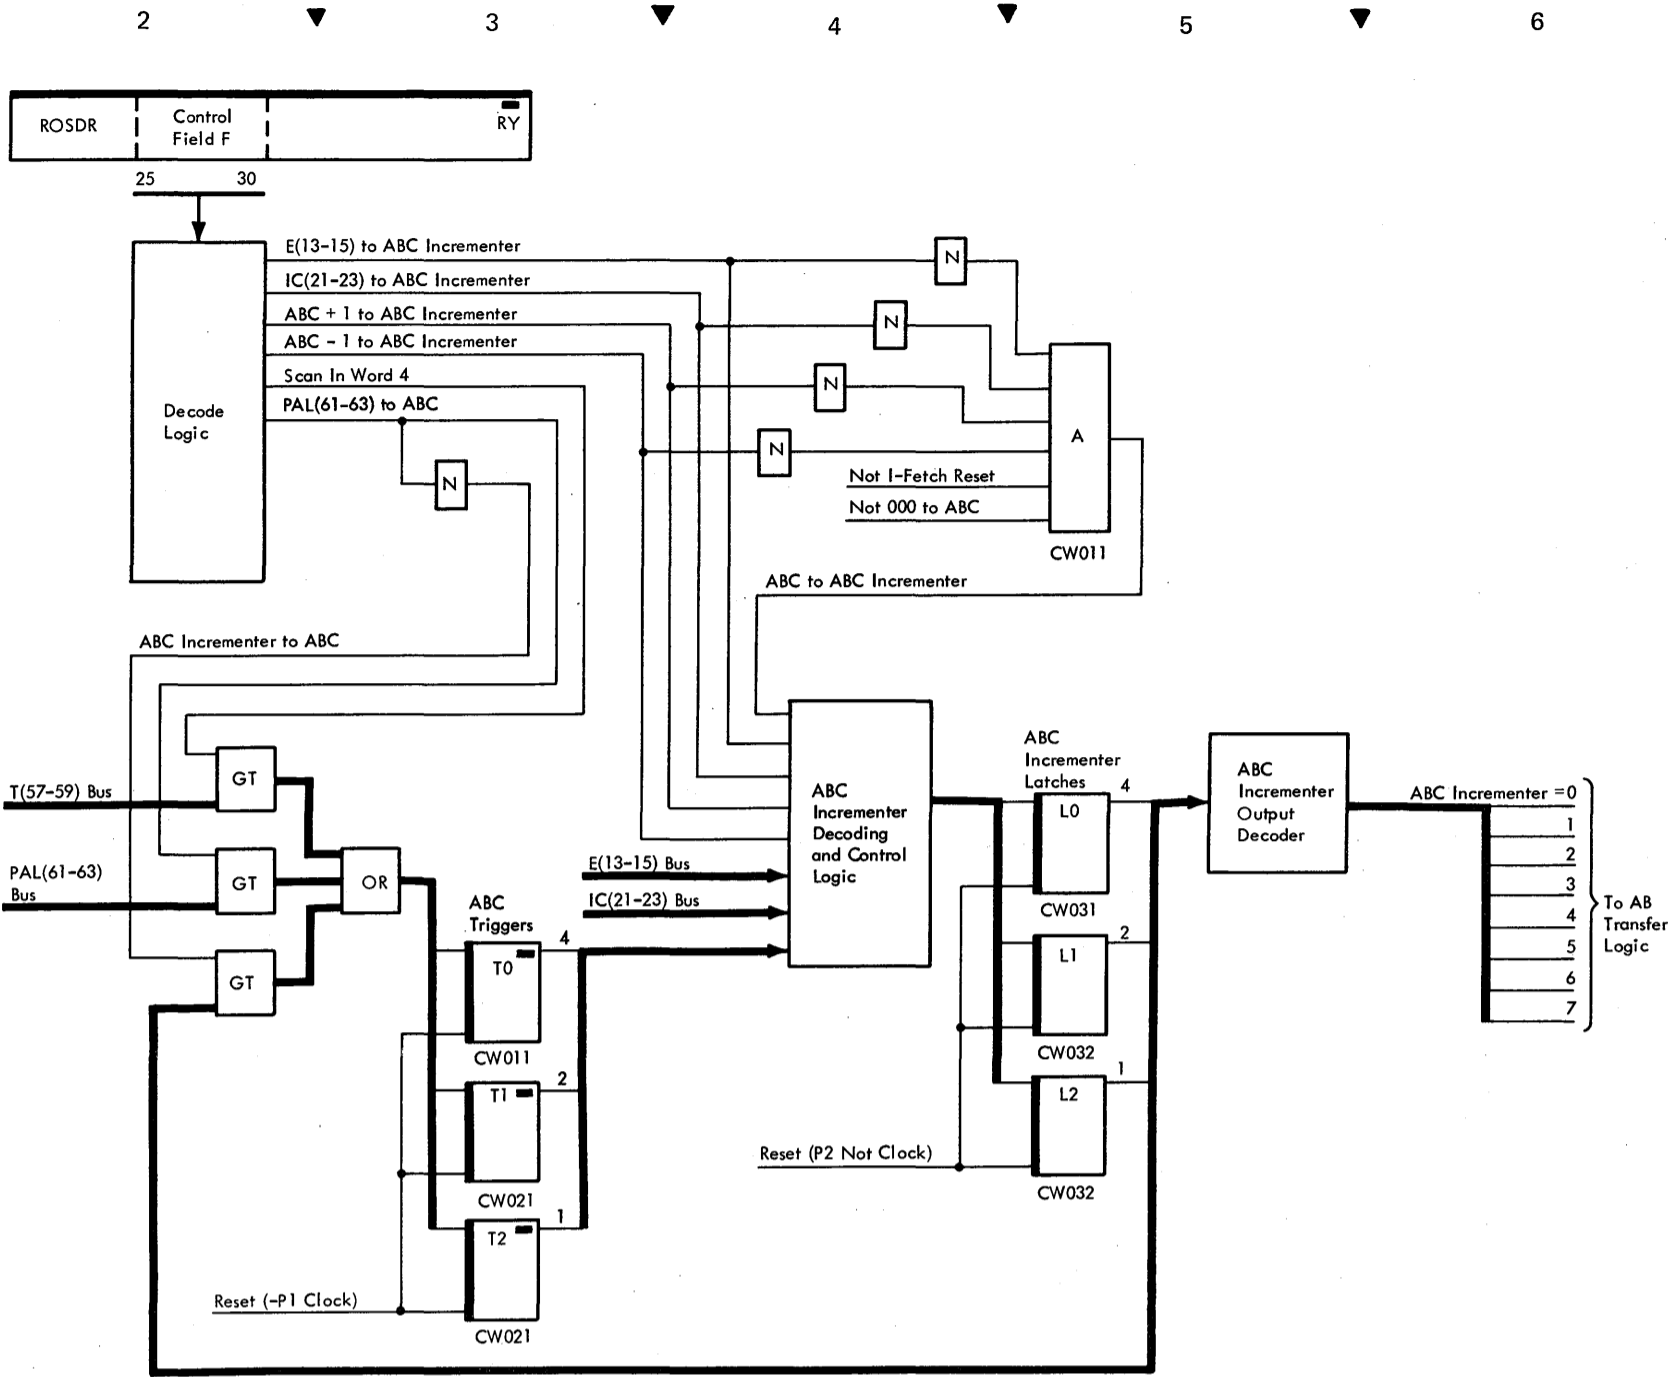 2 3 4 5 6
ROSDR
Control
Field F
RY
25 30
E(13-15) to ABC Incrementer
IC(21-23) to ABC Incrementer
ABC + 1 to ABC Incrementer
ABC - 1 to ABC Incrementer
Scan In Word 4
PAL(61-63) to ABC
Decode
Logic
N
N
N
N
N
A
Not I-Fetch Reset
Not 000 to ABC
CW011
ABC to ABC Incrementer
ABC Incrementer to ABC
T(57-59) Bus
GT
PAL(61-63)
Bus
GT
GT
OR
ABC
Triggers
4
T0
CW011
2
T1
CW021
1
T2
CW021
Reset (-P1 Clock)
E(13-15) Bus
IC(21-23) Bus
ABC
Incrementer
Decoding
and Control
Logic
ABC
Incrementer
Latches
4
L0
CW031
2
L1
CW032
1
L2
CW032
Reset (P2 Not Clock)
ABC
Incrementer
Output
Decoder
ABC Incrementer =0
1
2
3
4
5
6
7
To AB
Transfer
Logic